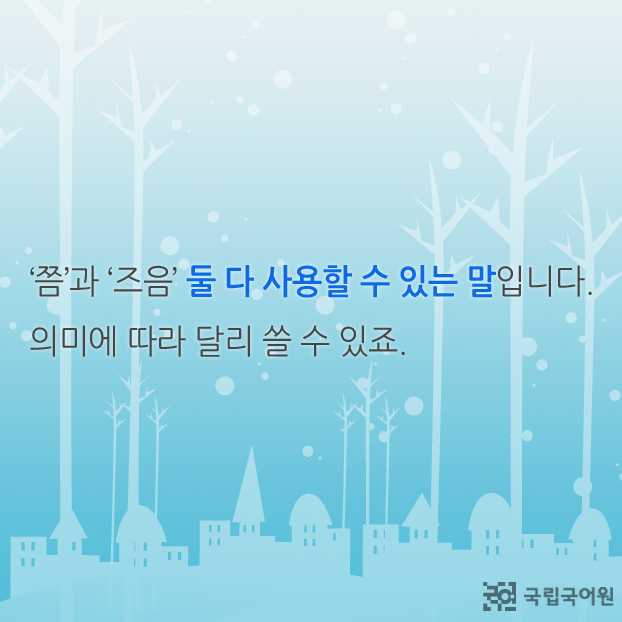 ‘쯤’과 ‘즈음’ 둘 다 사용할 수 있는 말입니다.
의미에 따라 달리 쓸 수 있죠.
국립국어원